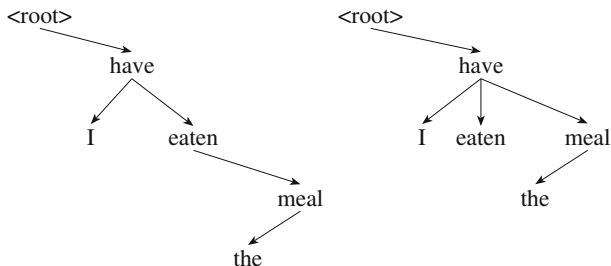 <root> <root>
have have
I eaten I eaten meal
meal the
the